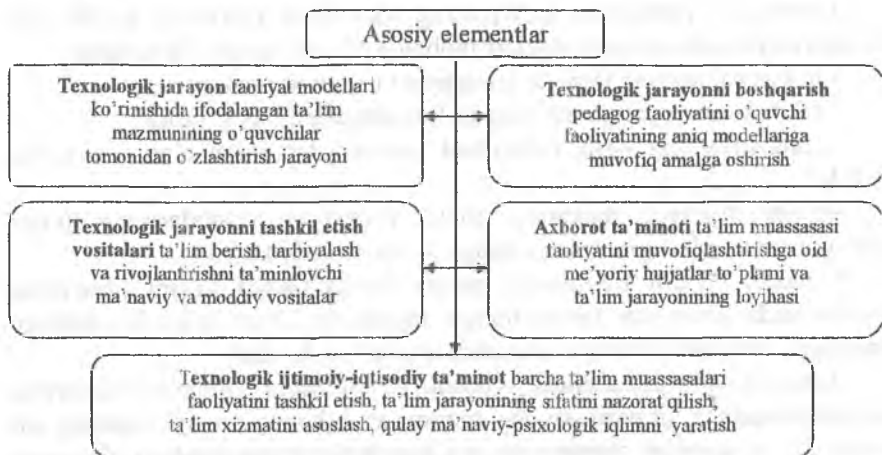 Asosiy elementlar
Texnologik jarayon faoliyat modellari
ko'rinishida ifodalangan ta'lim
mazmunining o'quvchilar
tomonidan o'zlashtirish jarayoni
Texnologik jarayonni boshqarish
pedagog faoliyatini o'quvchi
faoliyatining aniq modellariga
muvofiq amalga oshirish
Texnologik jarayonni tashkil etish
vositalari ta'lim berish, tarbiyalash
va rivojlantirishni ta'minlovchi
ma'naviy va moddiy vositalar
Axborot ta'minoti ta'lim muassasasi
faoliyatini muvofiqlashtirishga oid
me'yoriy hujjatlar to'plami va
ta'lim jarayonining loyihasi
Texnologik ijtimoiy-iqtisodiy ta'minot barcha ta'lim muassasalari
faoliyatini tashkil etish, ta'lim jarayonining sifatini nazorat qilish,
ta'lim xizmatini asoslash, qulay ma'naviy-psixologik iqlimni yaratish